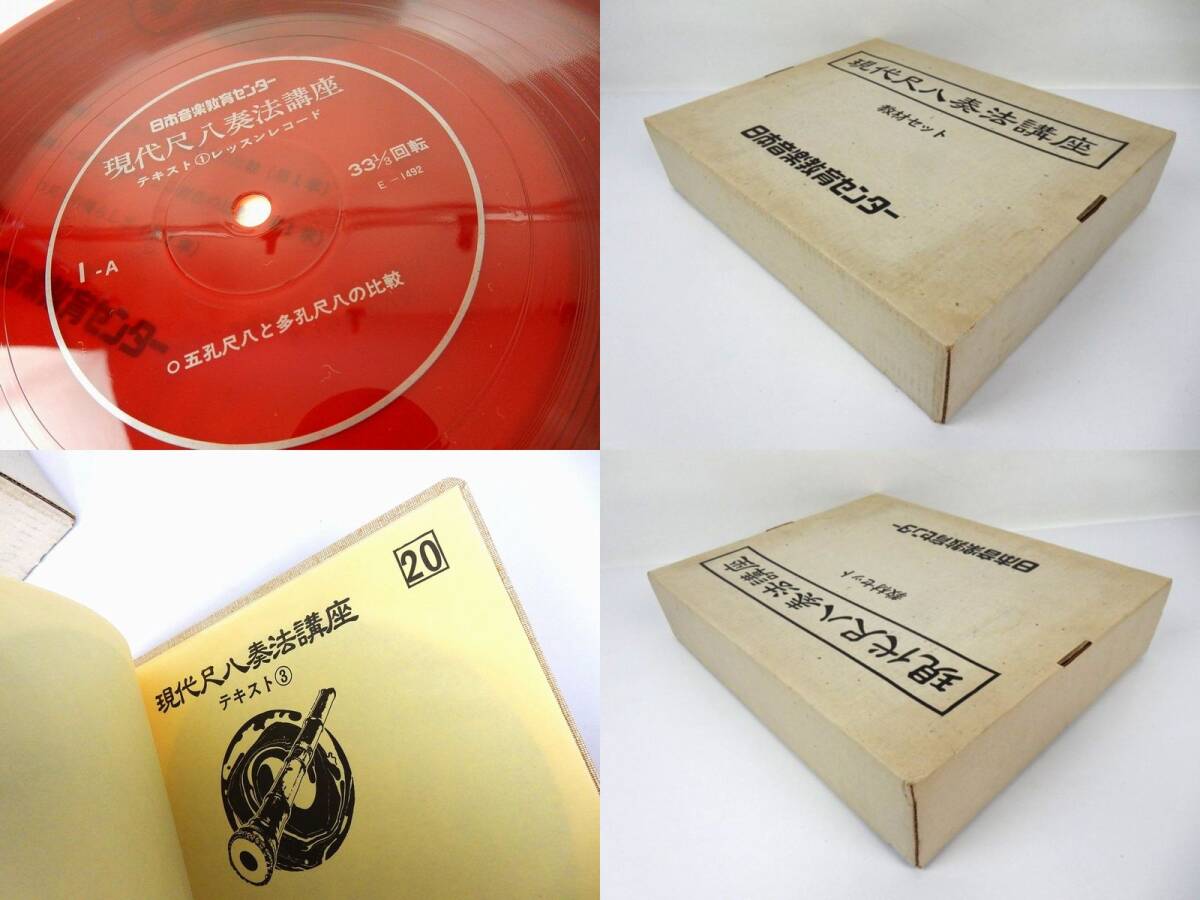 日本音楽教育センター
現代尺八奏法講座
テキスト①レッスンレコード
33⅓回転
E-1492
1-A
○五孔尺八と多孔尺八の比較
育センター
現代尺八奏法講座
教材セット
日本音楽教育センター
20
現代尺八奏法講座
テキスト③
日本音楽教育センター
教材セット
現代尺八奏法講座